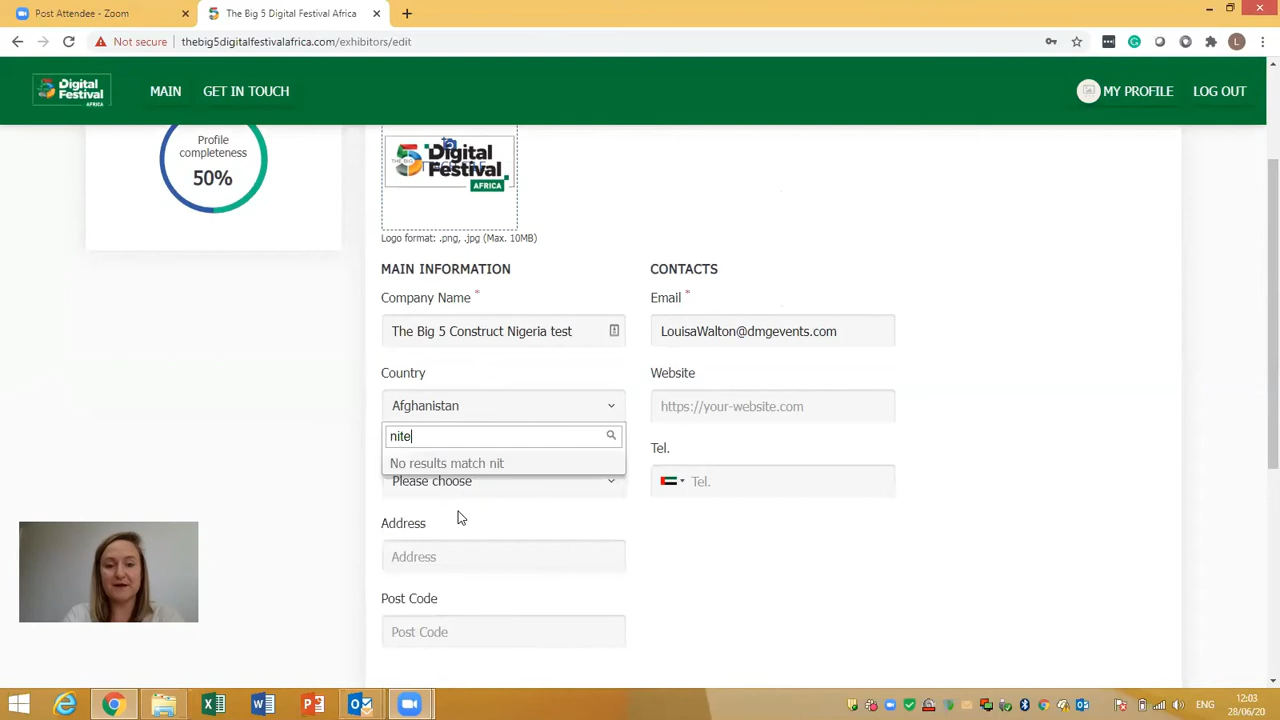 Post Attendee - Zoom
The Big 5 Digital Festival Africa
Not secure
thebig5digitalfestivalafrica.com/exhibitors/edit
L
Digital
Festival
AFRICA
MAIN
GET IN TOUCH
MY PROFILE
LOG OUT
Profile
completeness
50%
THE BIG
5
Digital
Festival
AFRICA
Logo format: .png, .jpg (Max. 10MB)
MAIN INFORMATION
CONTACTS
Company Name *
Email *
The Big 5 Construct Nigeria test
LouisaWalton@dmgevents.com
Country
Website
Afghanistan
https://your-website.com
nite
No results match nit
Tel.
Please choose
Tel.
Address
Address
Post Code
Post Code
12:03
ENG
28/06/20